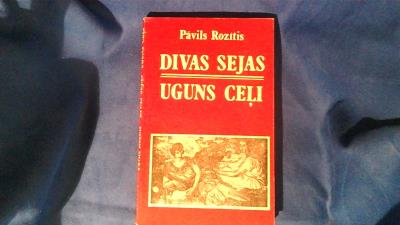 Pāvils Rozītis
DIVAS SEJAS
UGUNS CEĻI